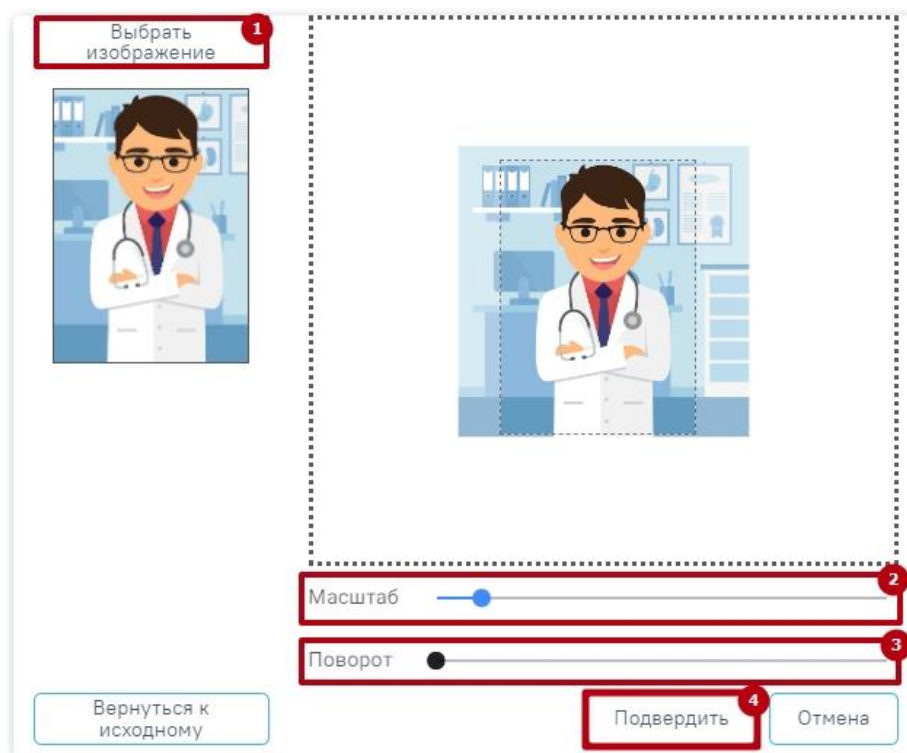 Выбрать
изображение
1
2
Масштаб
3
Поворот
Вернуться к
исходному
4
Подвердить
Отмена